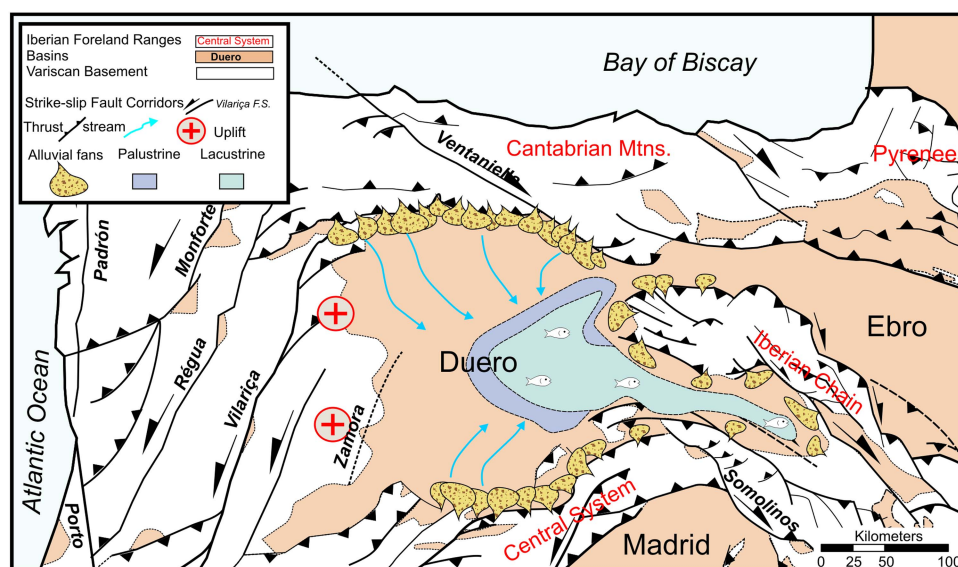 Iberian Foreland Ranges
Central System
Basins
Duero
Variscan Basement
Strike-slip Fault Corridors
Vilariça F.S.
Thrust
stream
Uplift
Alluvial fans
Palustrine
Lacustrine
Bay of Biscay
Cantabrian Mtns.
Pyrenee
Ventaniella
Padrón
Monforte
Régua
Vilariça
Zamora
Porto
Atlantic Ocean
Duero
Ebro
Iberian Chain
Central System
Somolinos
Madrid
Kilometers
0 25 50 100